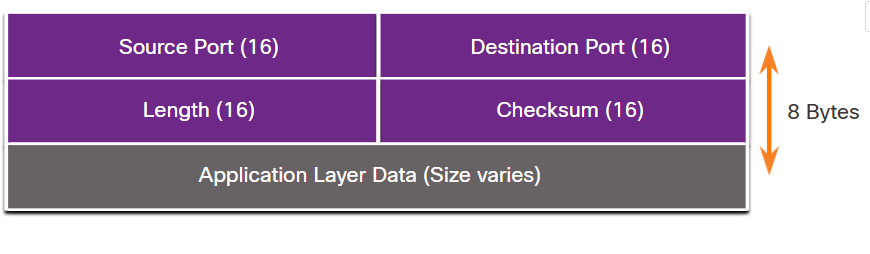 Source Port (16)
Destination Port (16)
Length (16)
Checksum (16)
8 Bytes
Application Layer Data (Size varies)